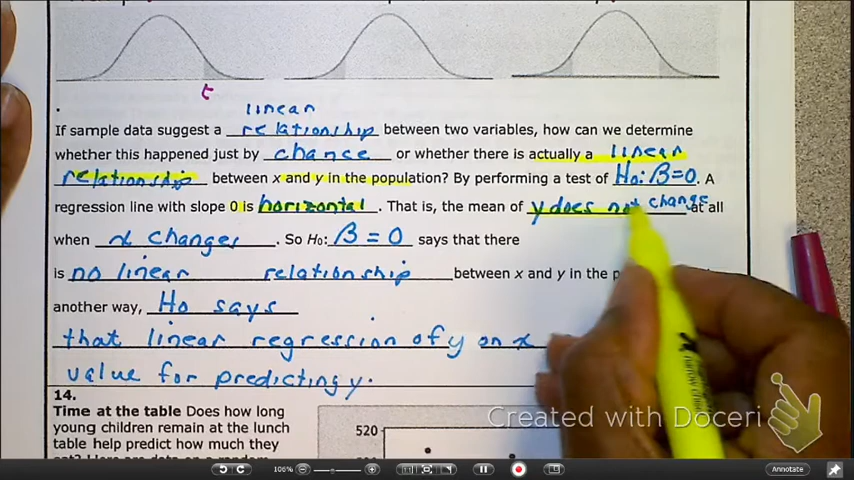 t
linear
If sample data suggest a relationship between two variables, how can we determine
whether this happened just by chance or whether there is actually a linear
relationship between x and y in the population? By performing a test of Ho: β=0. A
regression line with slope 0 is horizontal. That is, the mean of y does not change at all
when x changes. So H₀: β = 0 says that there
is no linear relationship between x and y in the
another way, Ho says
that linear regression of y on x
value for predicting y.
14.
Time at the table Does how long
young children remain at the lunch
table help predict how much they
520
Created with Doceri
106%
Annotate